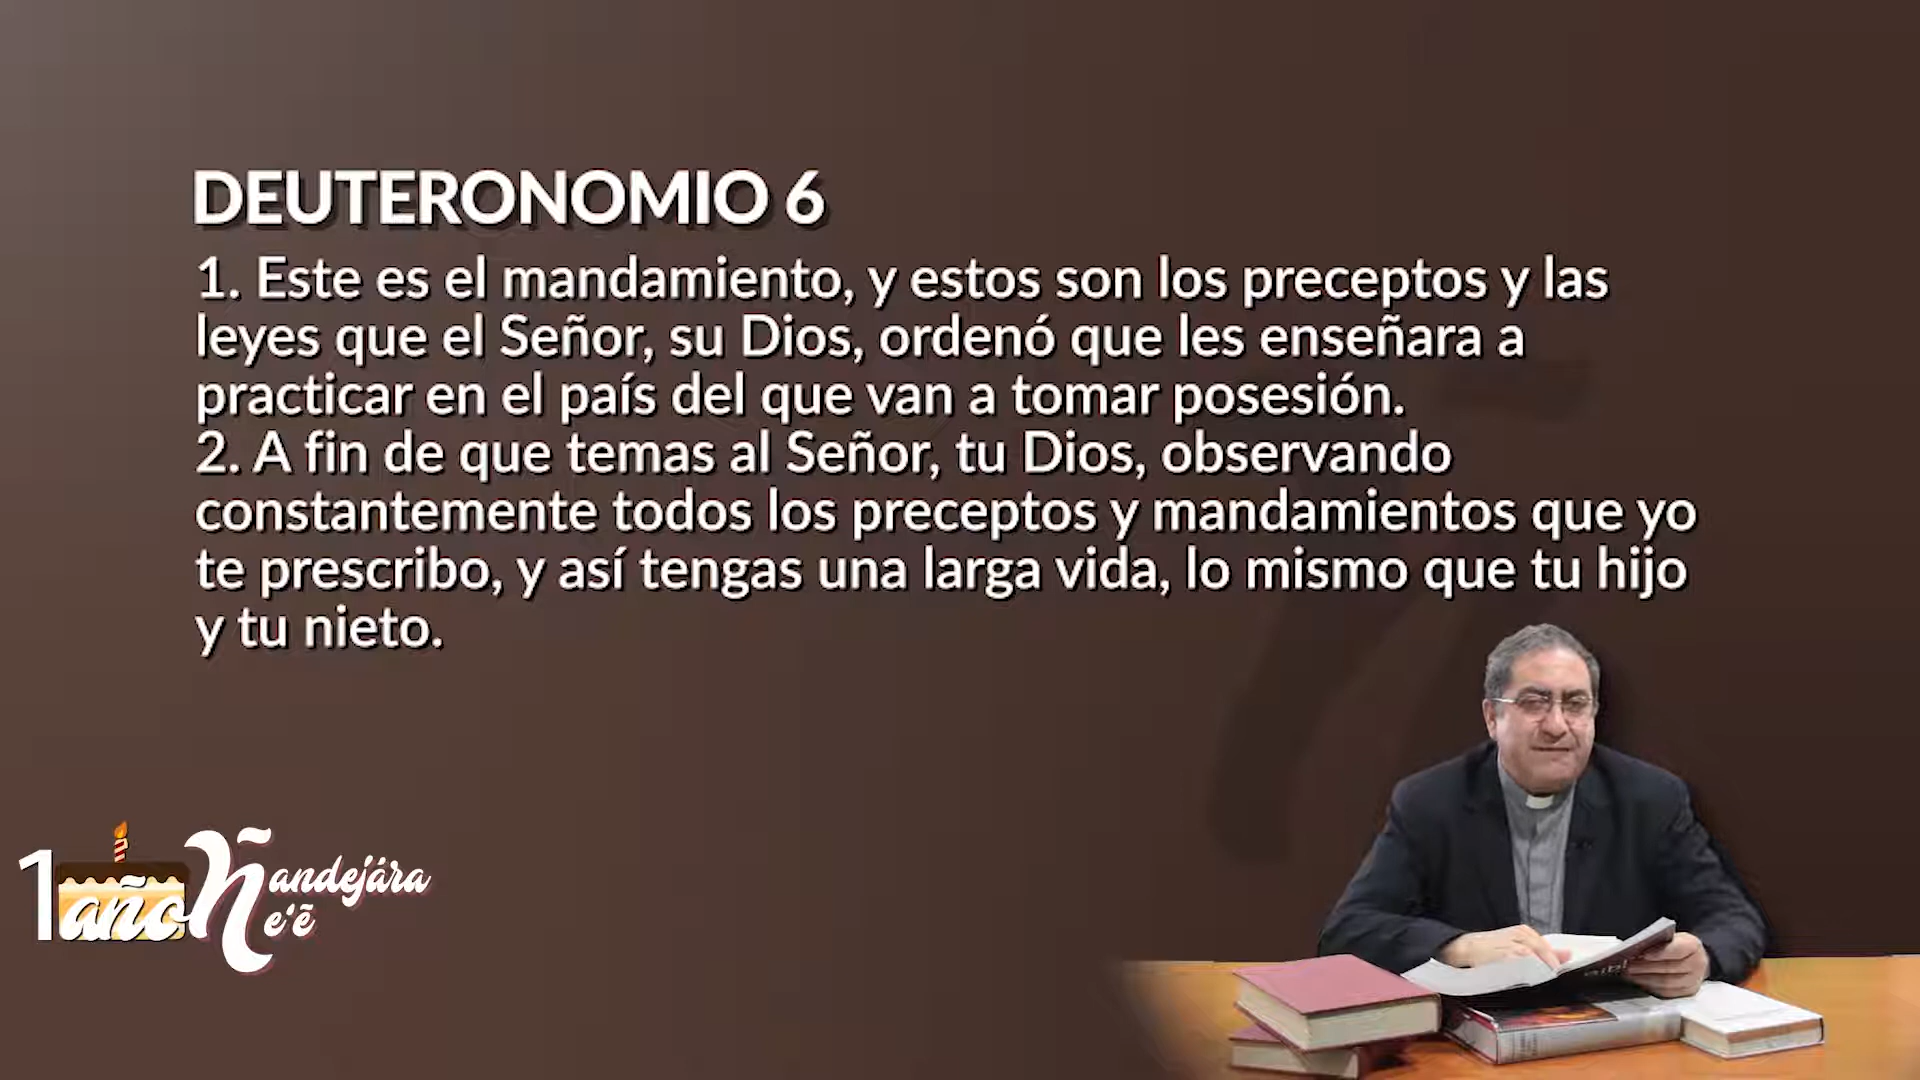 DEUTERONOMIO 6
1. Este es el mandamiento, y estos son los preceptos y las
leyes que el Señor, su Dios, ordenó que les enseñara a
practicar en el país del que van a tomar posesión.
2. A fin de que temas al Señor, tu Dios, observando
constantemente todos los preceptos y mandamientos que yo
te prescribo, y así tengas una larga vida, lo mismo que tu hijo
y tu nieto.
1 año Ñandejára
Ñe'ẽ